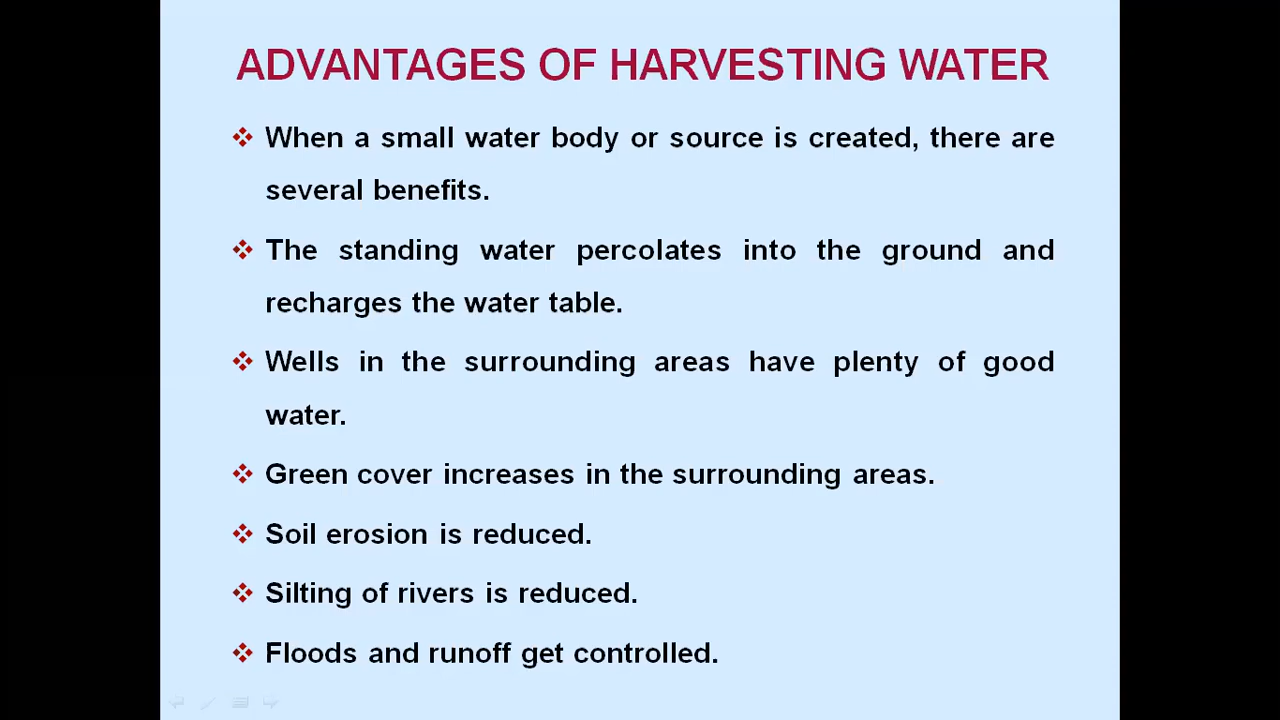 ADVANTAGES OF HARVESTING WATER
When a small water body or source is created, there are
several benefits.
The standing water percolates into the ground and
recharges the water table.
Wells in the surrounding areas have plenty of good
water.
Green cover increases in the surrounding areas.
Soil erosion is reduced.
Silting of rivers is reduced.
Floods and runoff get controlled.